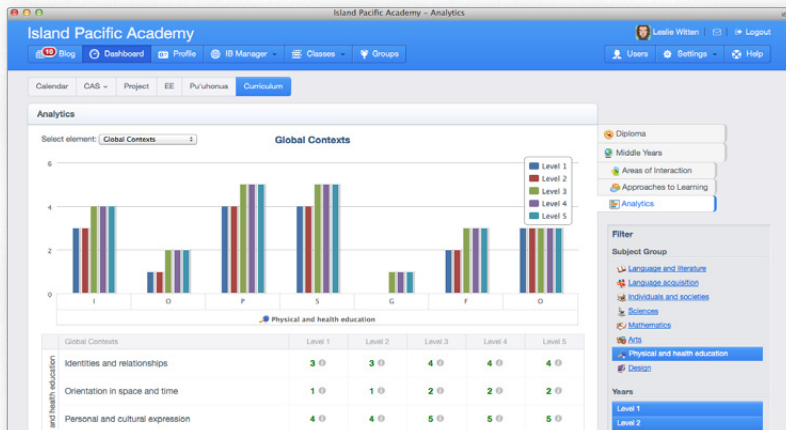 Island Pacific Academy – Analytics
Island Pacific Academy
Leslie Witten
Logout
10 Blog
Dashboard
Profile
IB Manager
Classes
Groups
Users
Settings
Help
Calendar
CAS
Project
EE
Pu'uhonua
Curriculum
Analytics
Select element: Global Contexts
Global Contexts
6
4
2
0
Level 1
Level 2
Level 3
Level 4
Level 5
I O P S G F O
Physical and health education
Global Contexts Level 1 Level 2 Level 3 Level 4 Level 5
and health education
Identities and relationships 3 3 4 4 4
Orientation in space and time 1 1 2 2 2
Personal and cultural expression 4 4 5 5 5
Diploma
Middle Years
Areas of Interaction
Approaches to Learning
Analytics
Filter
Subject Group
Language and literature
Language acquisition
Individuals and societies
Sciences
Mathematics
Arts
Physical and health education
Design
Years
Level 1
Level 2